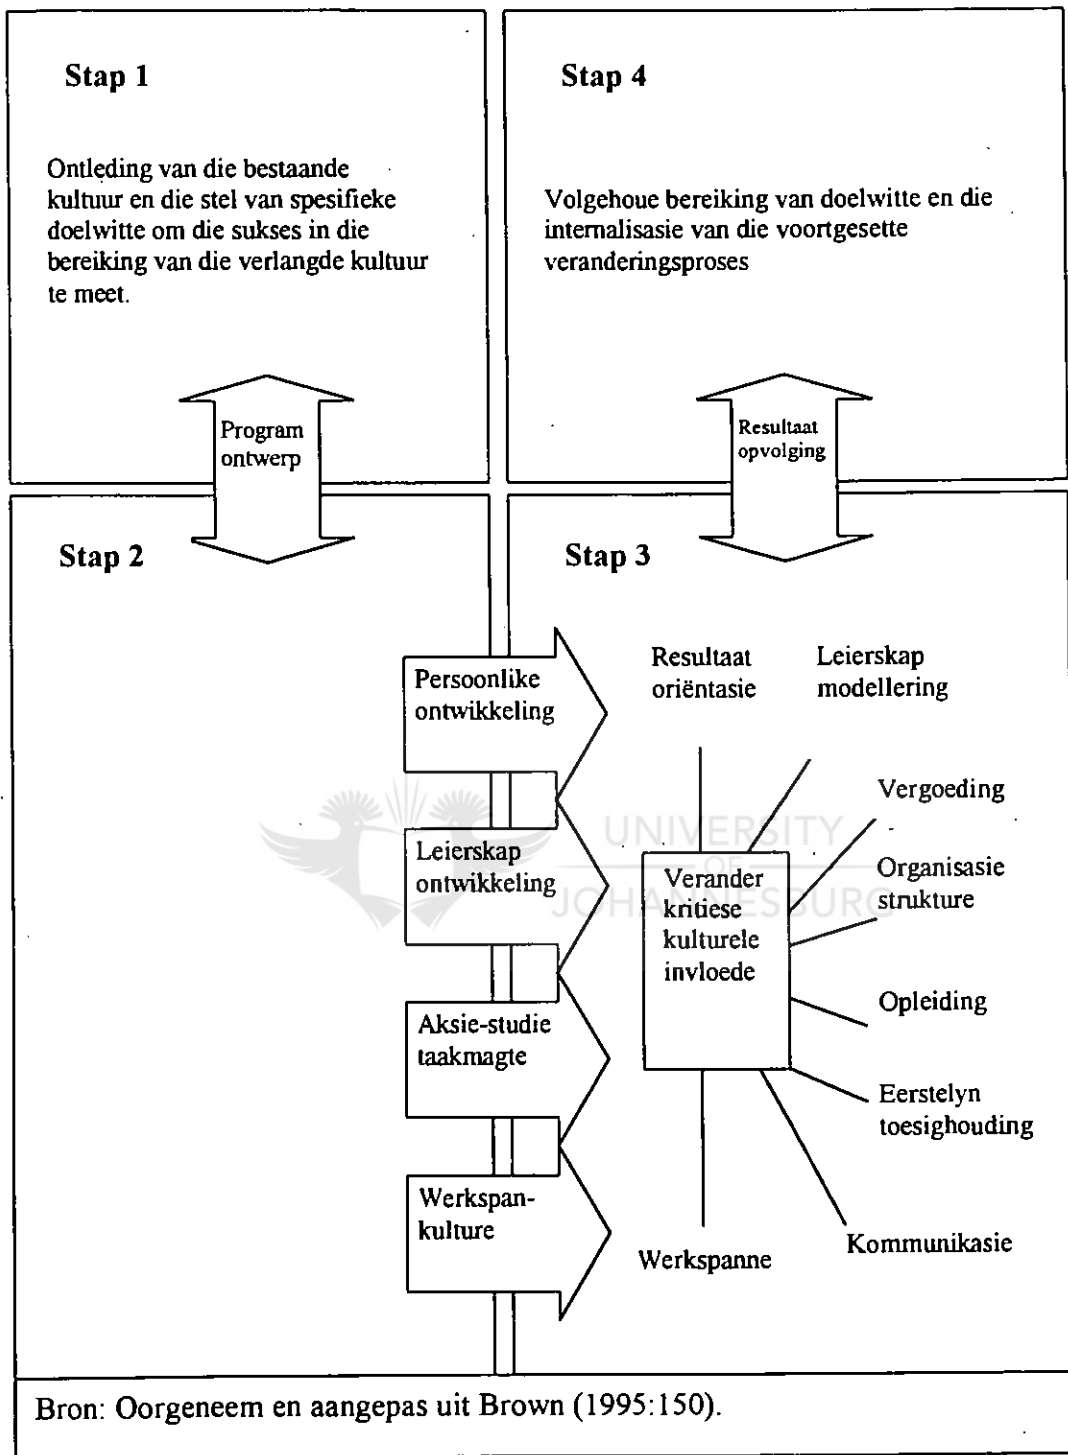 Stap 1
Ontleding van die bestaande
kultuur en die stel van spesifieke
doelwitte om die sukses in die
bereiking van die verlangde kultuur
te meet.
Program
ontwerp
Stap 4
Volgehoue bereiking van doelwitte en die
internalisasie van die voortgesette
veranderingsproses
Resultaat
opvolging
Stap 2
Persoonlike
ontwikkeling
Leierskap
ontwikkeling
Aksie-studie
taakmagte
Werkspan-
kulture
Stap 3
Resultaat
oriëntasie
Leierskap
modellering
Vergoeding
Organisasie
strukture
Opleiding
Eerstelyn
toesighouding
Kommunikasie
Werkspanne
Verander
kritiese
kulturele
invloede
UNIVERSITY
OF
JOHANNESBURG
Bron: Oorgeneem en aangepas uit Brown (1995:150).